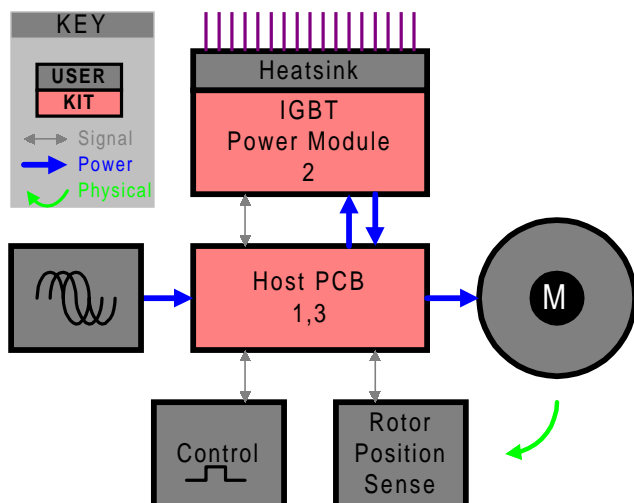 KEY
USER
KIT
Signal
Power
Physical
Heatsink
IGBT
Power Module
2
Host PCB
1,3
M
Control
Rotor
Position
Sense